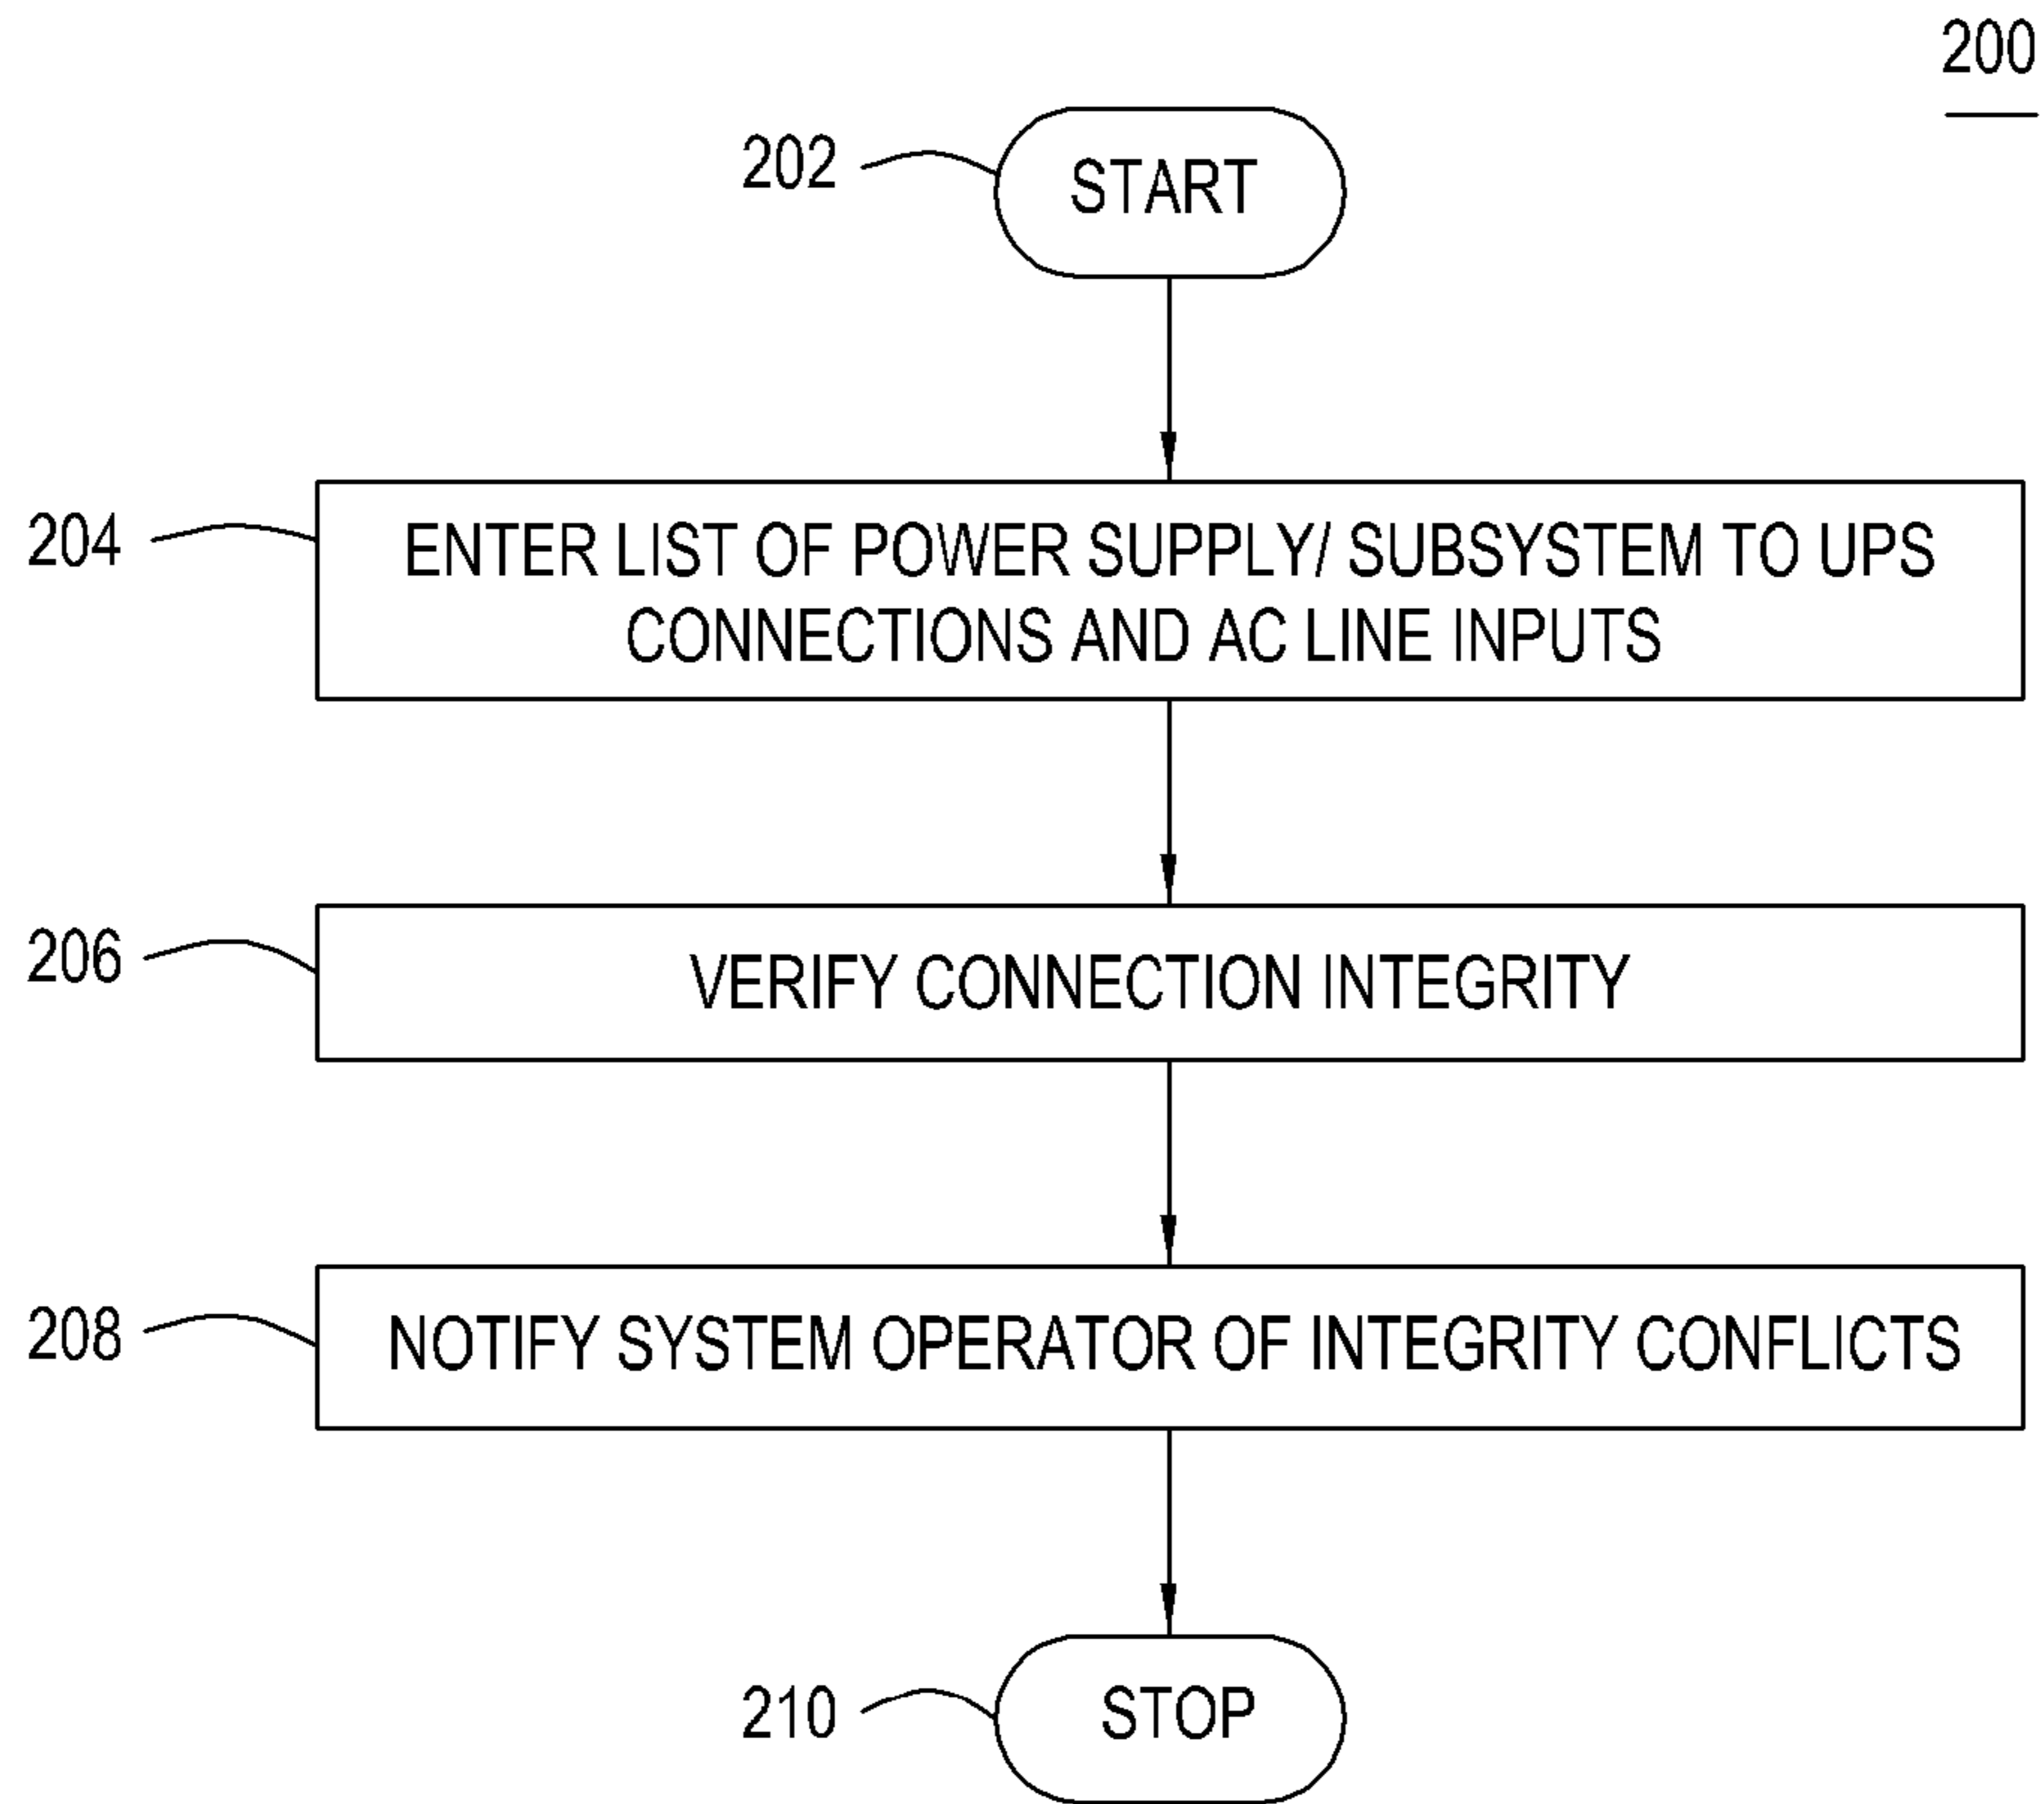 200
202
START
204
ENTER LIST OF POWER SUPPLY/ SUBSYSTEM TO UPS
CONNECTIONS AND AC LINE INPUTS
206
VERIFY CONNECTION INTEGRITY
208
NOTIFY SYSTEM OPERATOR OF INTEGRITY CONFLICTS
210
STOP